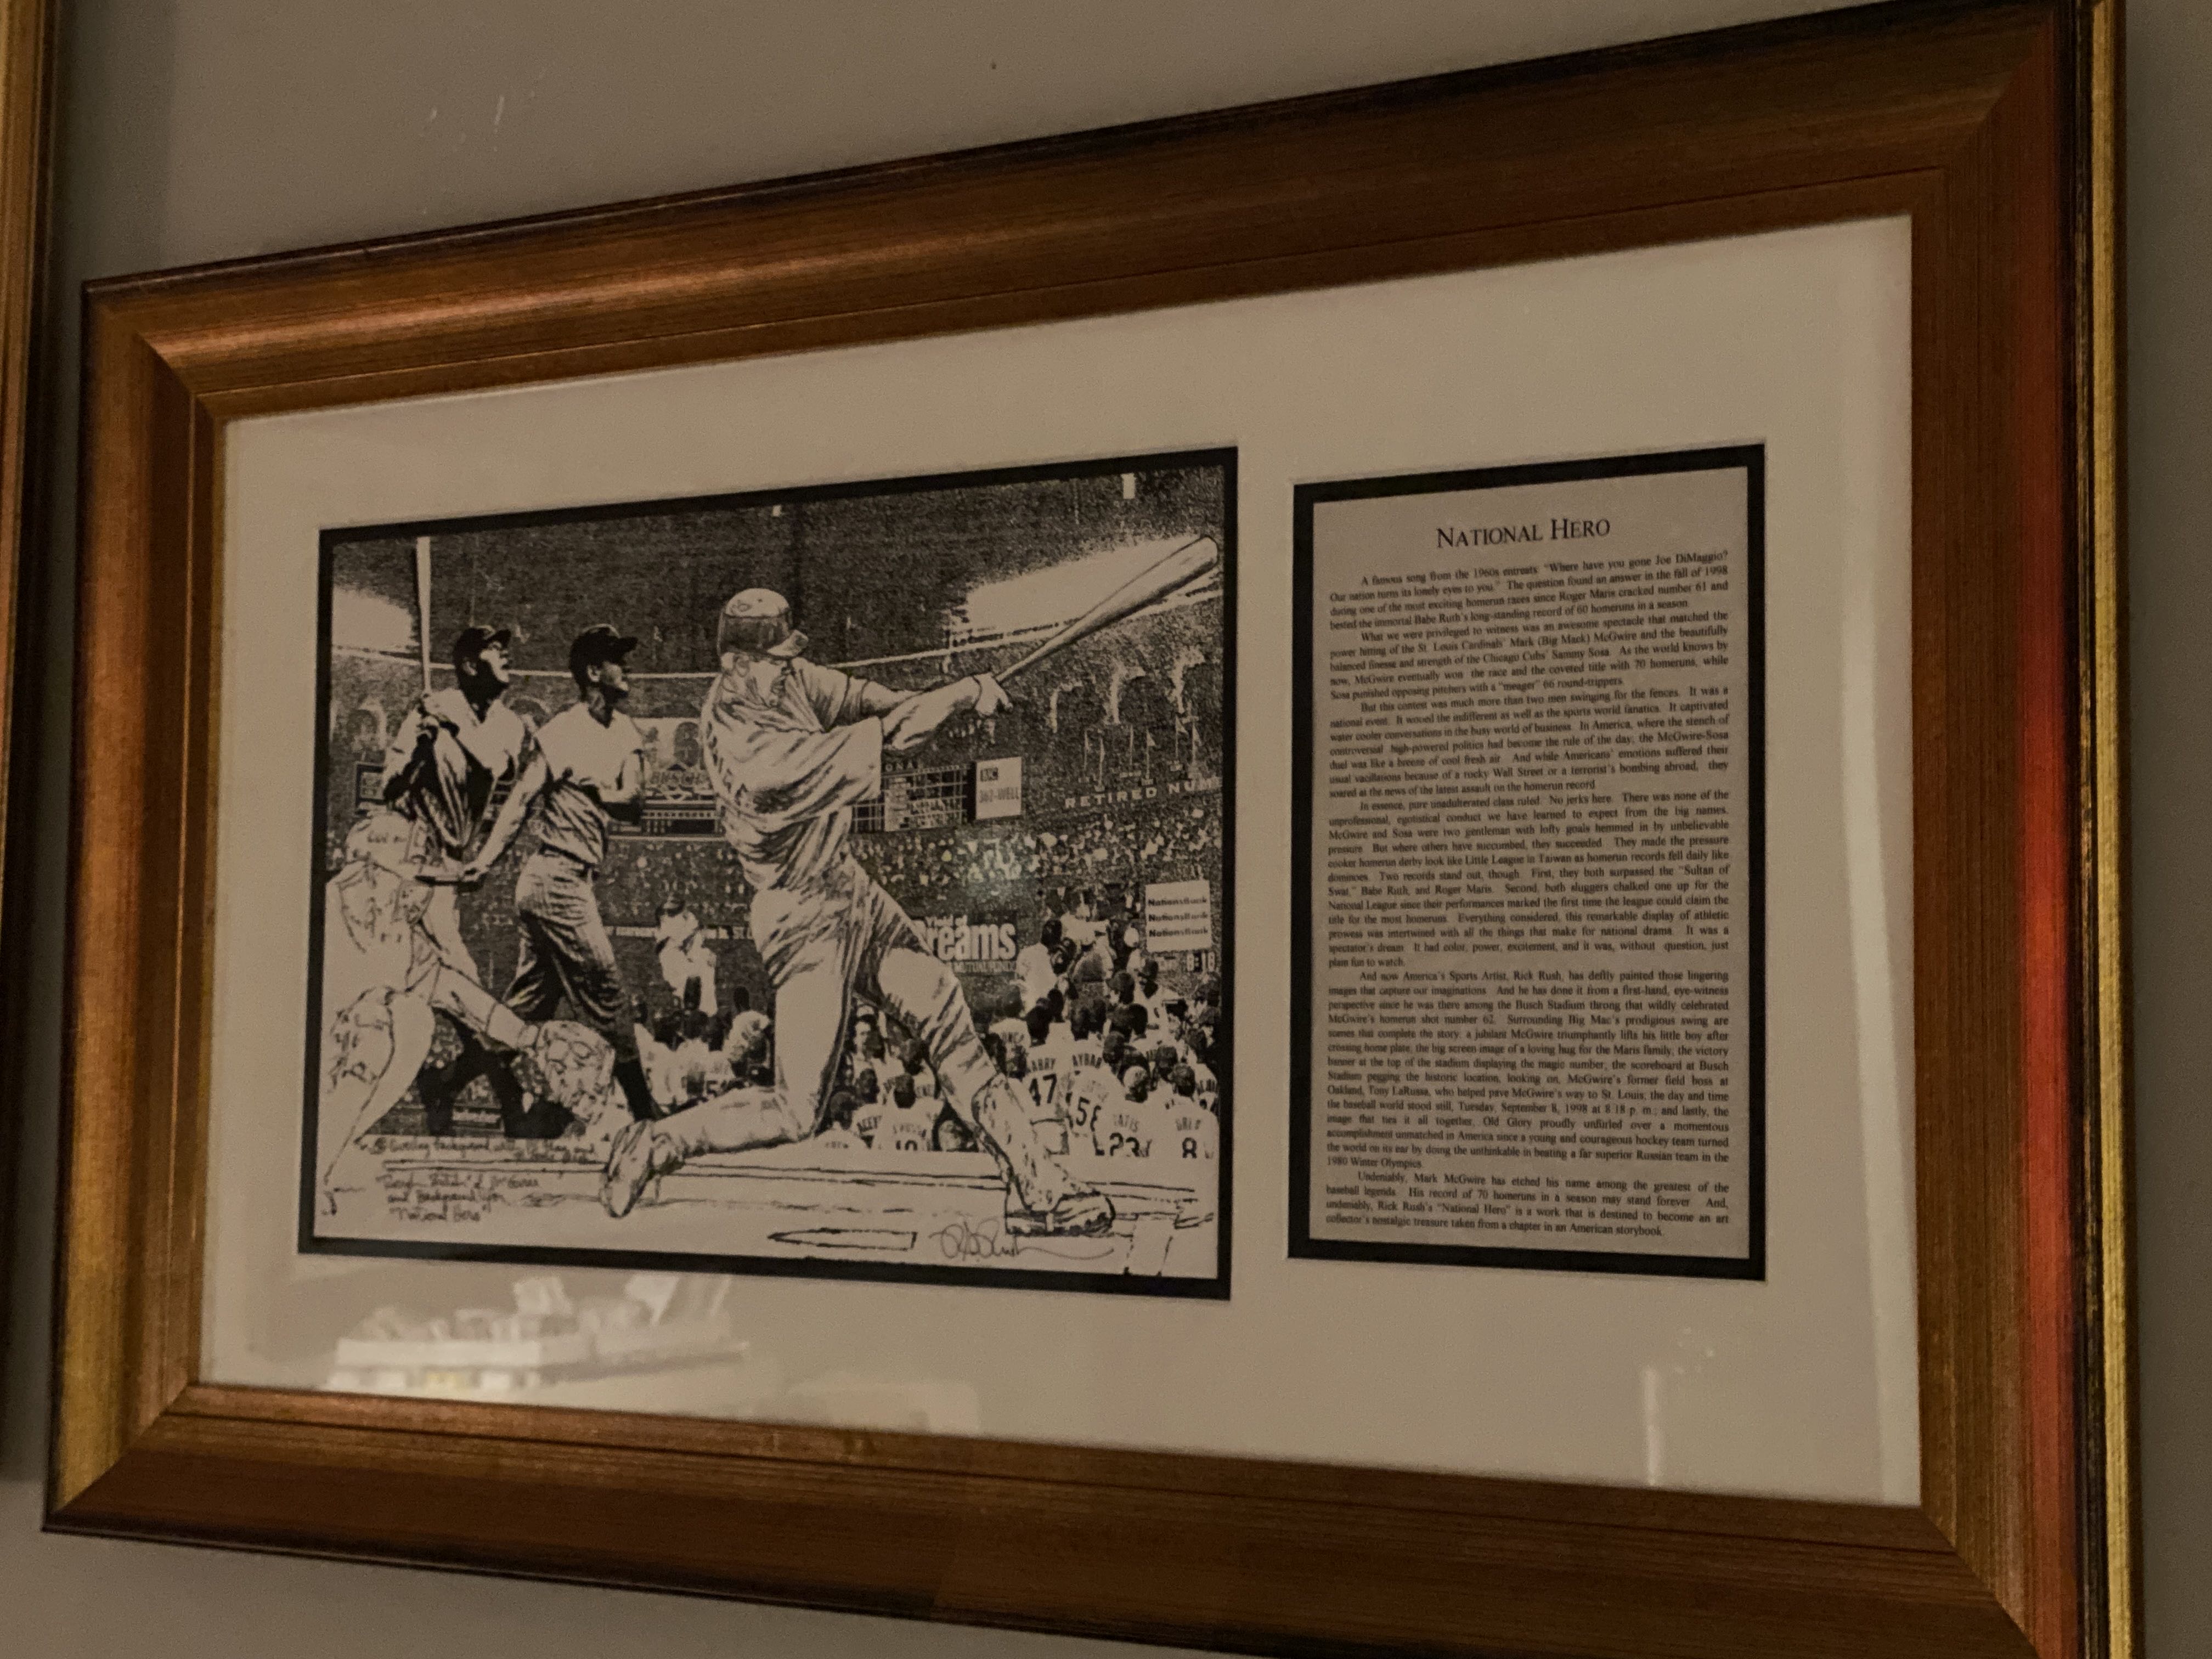 BUSCH
MC
362-WELL
RETIRED NUM
NationsBank
NationsBank
NationsBank
reams
8:18
ARRY
AYBAR
47
58
ATIS
23
10
8
and Background from
"National Hero"
NATIONAL HERO
A famous song from the 1960s entreats "Where have you gone Joe DiMaggio?
Our nation turns its lonely eyes to you." The question found an answer in the fall of 1998
during one of the most exciting homerun races since Roger Maris cracked number 61 and
bested the immortal Babe Ruth's long-standing record of 60 homeruns in a season.
What we were privileged to witness was an awesome spectacle that matched the
power hitting of the St. Louis Cardinals' Mark (Big Mack) McGwire and the beautifully
balanced finesse and strength of the Chicago Cubs' Sammy Sosa. As the world knows by
now, McGwire eventually won the race and the coveted title with 70 homeruns, while
Sosa punished opposing pitchers with a "meager" 66 round-trippers.
But this contest was much more than two men swinging for the fences. It was a
national event. It wooed the indifferent as well as the sports world fanatics. It captivated
water cooler conversations in the busy world of business. In America, where the stench of
controversial high-powered politics had become the rule of the day, the McGwire-Sosa
duel was like a breeze of cool fresh air. And while Americans' emotions suffered their
usual vacillations because of a rocky Wall Street or a terrorist's bombing abroad, they
soared at the news of the latest assault on the homerun record.
In essence, pure unadulterated class ruled. No jerks here. There was none of the
unprofessional, egotistical conduct we have learned to expect from the big names.
McGwire and Sosa were two gentleman with lofty goals hemmed in by unbelievable
pressure. But where others have succumbed, they succeeded. They made the pressure
cooker homerun derby look like Little League in Taiwan as homerun records fell daily like
dominoes. Two records stand out, though. First, they both surpassed the "Sultan of
Swat," Babe Ruth, and Roger Maris. Second, both sluggers chalked one up for the
National League since their performances marked the first time the league could claim the
title for the most homeruns. Everything considered, this remarkable display of athletic
prowess was intertwined with all the things that make for national drama. It was a
spectator's dream. It had color, power, excitement, and it was, without question, just
plain fun to watch.
And now America's Sports Artist, Rick Rush, has deftly painted those lingering
images that capture our imaginations. And he has done it from a first-hand, eye-witness
perspective since he was there among the Busch Stadium throng that wildly celebrated
McGwire's homerun shot number 62. Surrounding Big Mac's prodigious swing are
scenes that complete the story: a jubilant McGwire triumphantly lifts his little boy after
crossing home plate; the big screen image of a loving hug for the Maris family; the victory
banner at the top of the stadium displaying the magic number; the scoreboard at Busch
Stadium pegging the historic location; looking on, McGwire's former field boss at
Oakland, Tony LaRussa, who helped pave McGwire's way to St. Louis; the day and time
the baseball world stood still, Tuesday, September 8, 1998 at 8:18 p. m.; and lastly, the
image that ties it all together, Old Glory proudly unfurled over a momentous
accomplishment unmatched in America since a young and courageous hockey team turned
the world on its ear by doing the unthinkable in beating a far superior Russian team in the
1980 Winter Olympics.
Undeniably, Mark McGwire has etched his name among the greatest of the
baseball legends. His record of 70 homeruns in a season may stand forever. And,
undeniably, Rick Rush's "National Hero" is a work that is destined to become an art
collector's nostalgic treasure taken from a chapter in an American storybook.